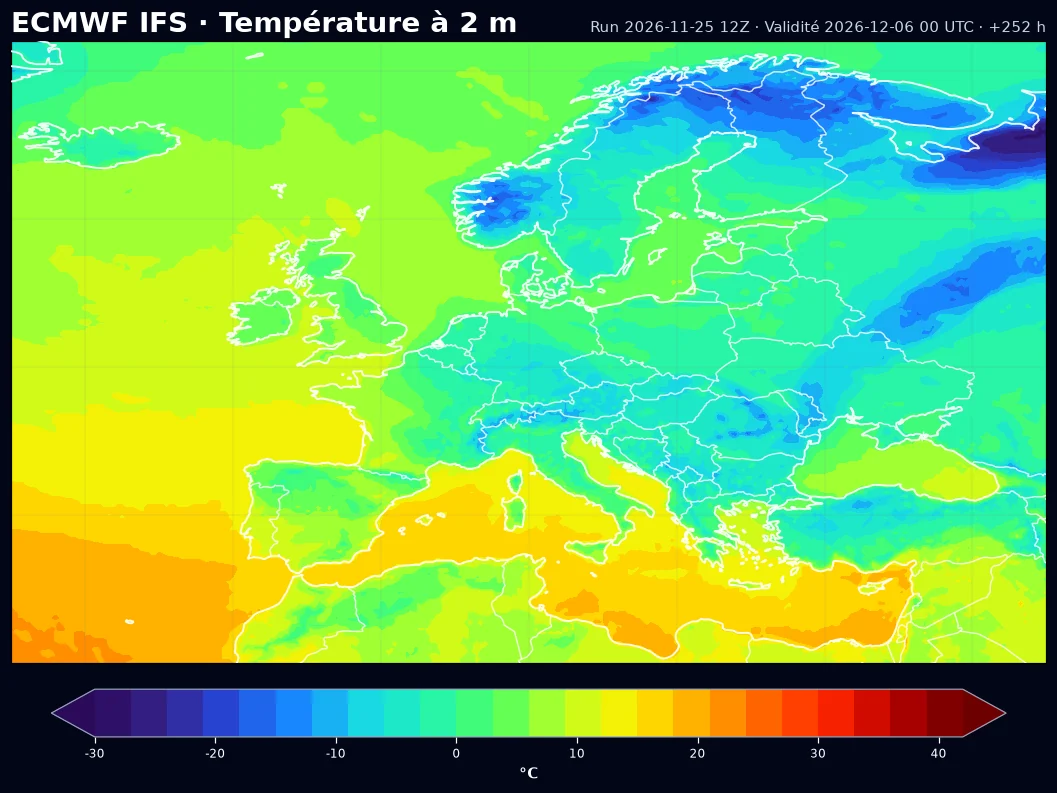 ECMWF IFS · Température à 2 m
Run 2026-11-25 12Z · Validité 2026-12-06 00 UTC · +252 h
-30 -20 -10 0 10 20 30 40
°C